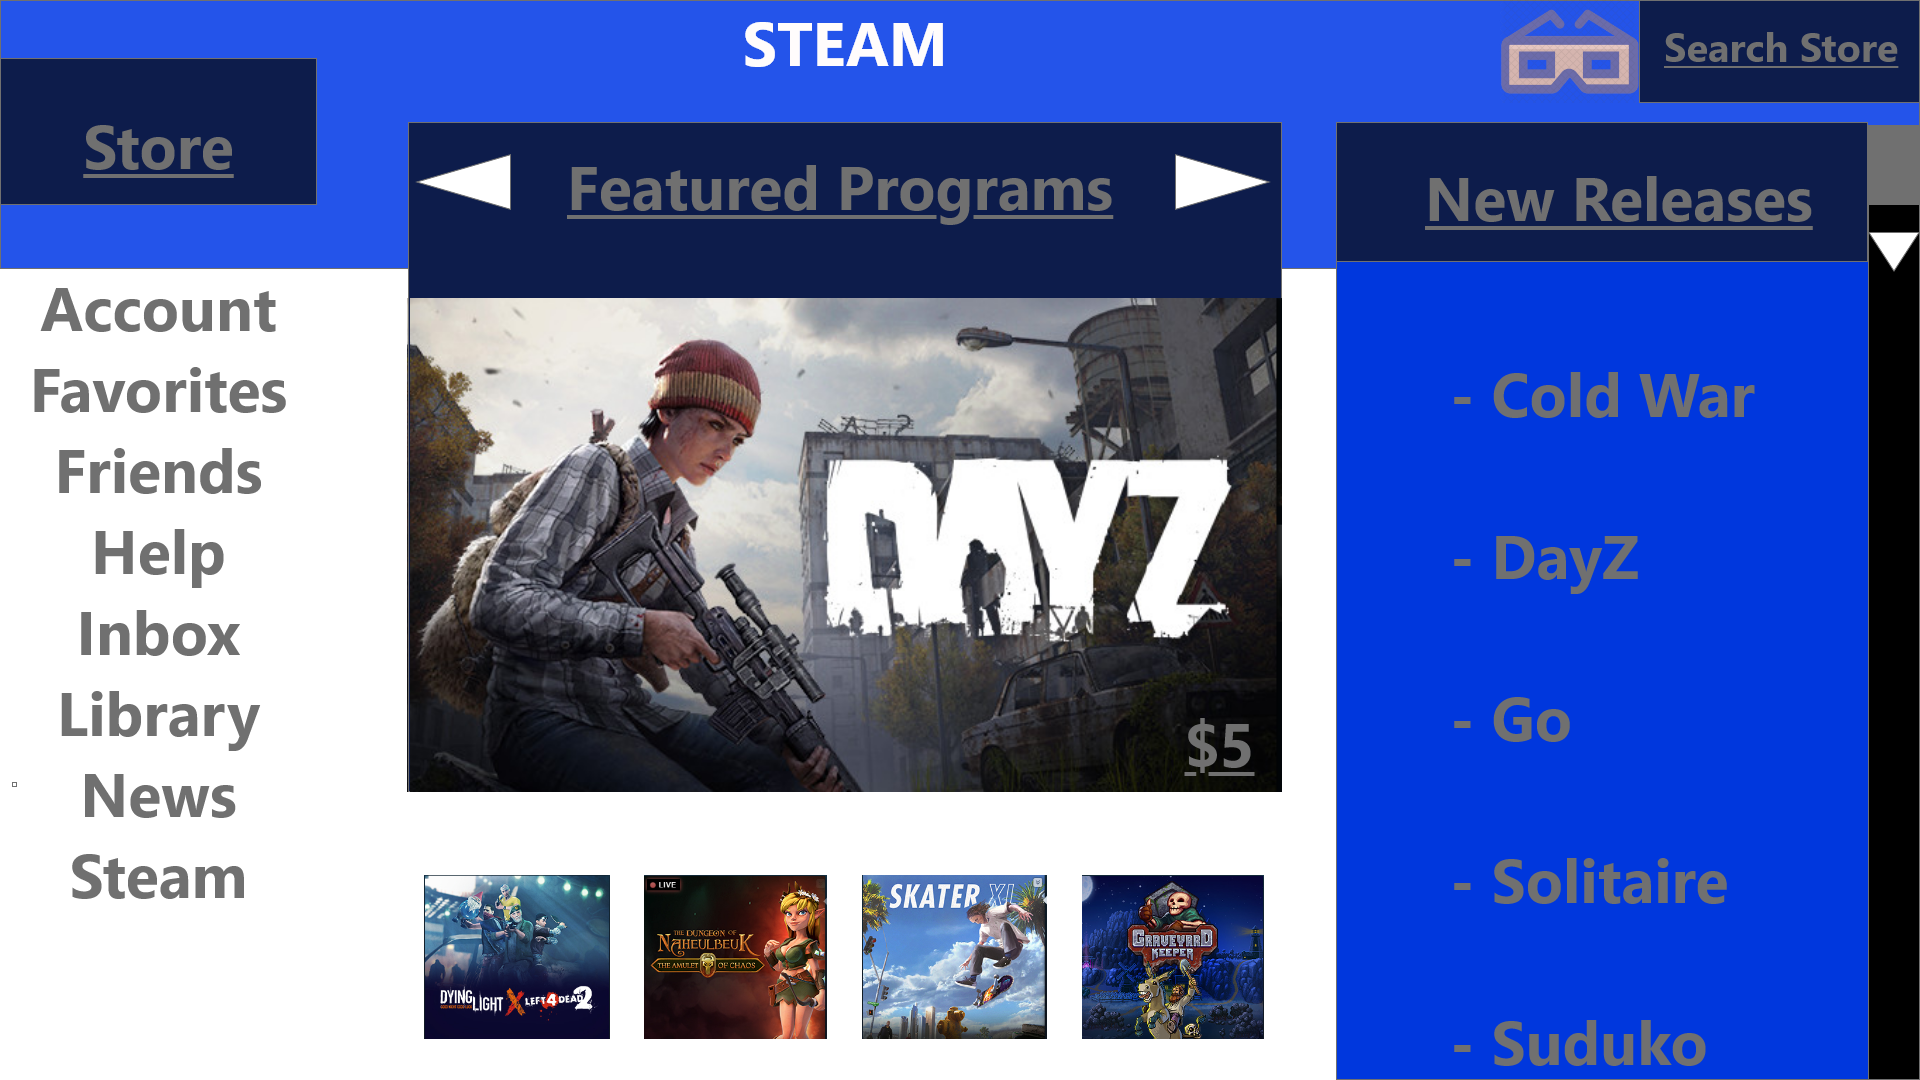 STEAM
Search Store
Store
Featured Programs
New Releases
Account
Favorites
Friends
Help
Inbox
Library
News
Steam
DAYZ
$5
- Cold War
- DayZ
- Go
- Solitaire
- Suduko
DYING LIGHT X LEFT 4 DEAD 2
LIVE
THE DUNGEON OF
NAHEULBEUK
THE AMULET OF CHAOS
SKATER XL
GRAVEYARD
KEEPER